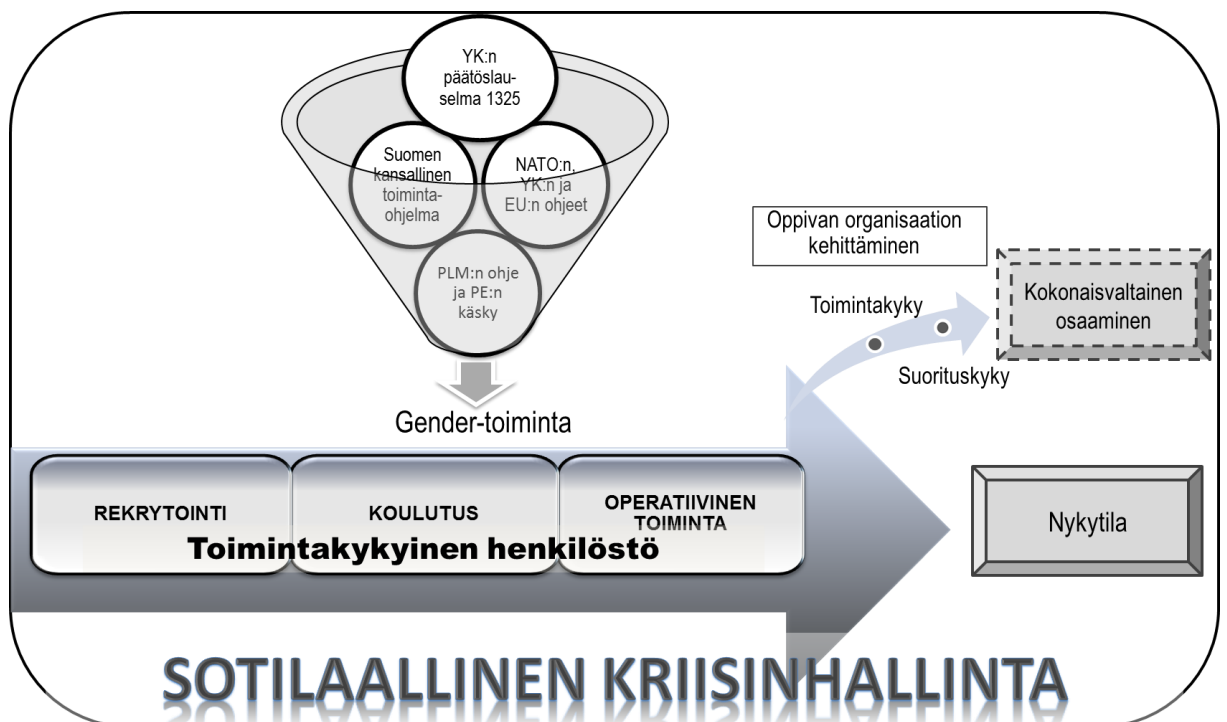 YK:n
päätöslau-
selma 1325
Suomen
kansallinen
toiminta-
ohjelma
NATO:n,
YK:n ja
EU:n ohjeet
PLM:n ohje
ja PE:n
käsky
Gender-toiminta
Oppivan organisaation
kehittäminen
Toimintakyky
Suorituskyky
Kokonaisvaltainen
osaaminen
REKRYTOINTI
KOULUTUS
OPERATIIVINEN
TOIMINTA
Toimintakykyinen henkilöstö
Nykytila
SOTILAALLINEN KRIISINHALLINTA